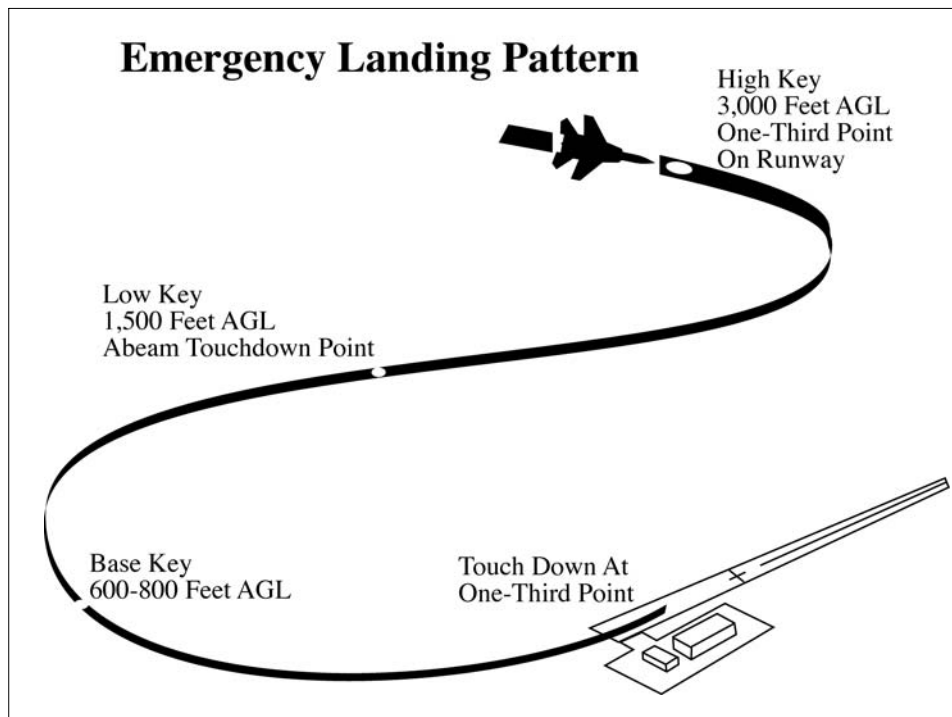 Emergency Landing Pattern
High Key
3,000 Feet AGL
One-Third Point
On Runway
Low Key
1,500 Feet AGL
Abeam Touchdown Point
Base Key
600-800 Feet AGL
Touch Down At
One-Third Point